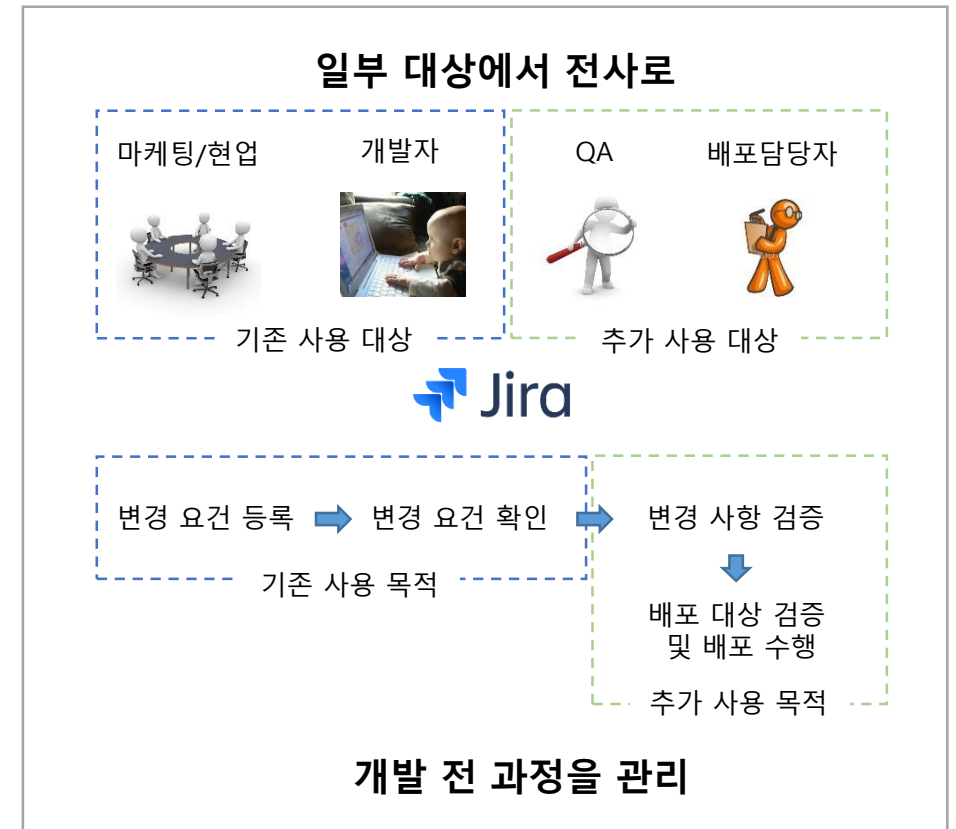 일부 대상에서 전사로
마케팅/현업
개발자
QA
배포담당자
기존 사용 대상
추가 사용 대상
Jira
변경 요건 등록
변경 요건 확인
변경 사항 검증
기존 사용 목적
배포 대상 검증
및 배포 수행
추가 사용 목적
개발 전 과정을 관리